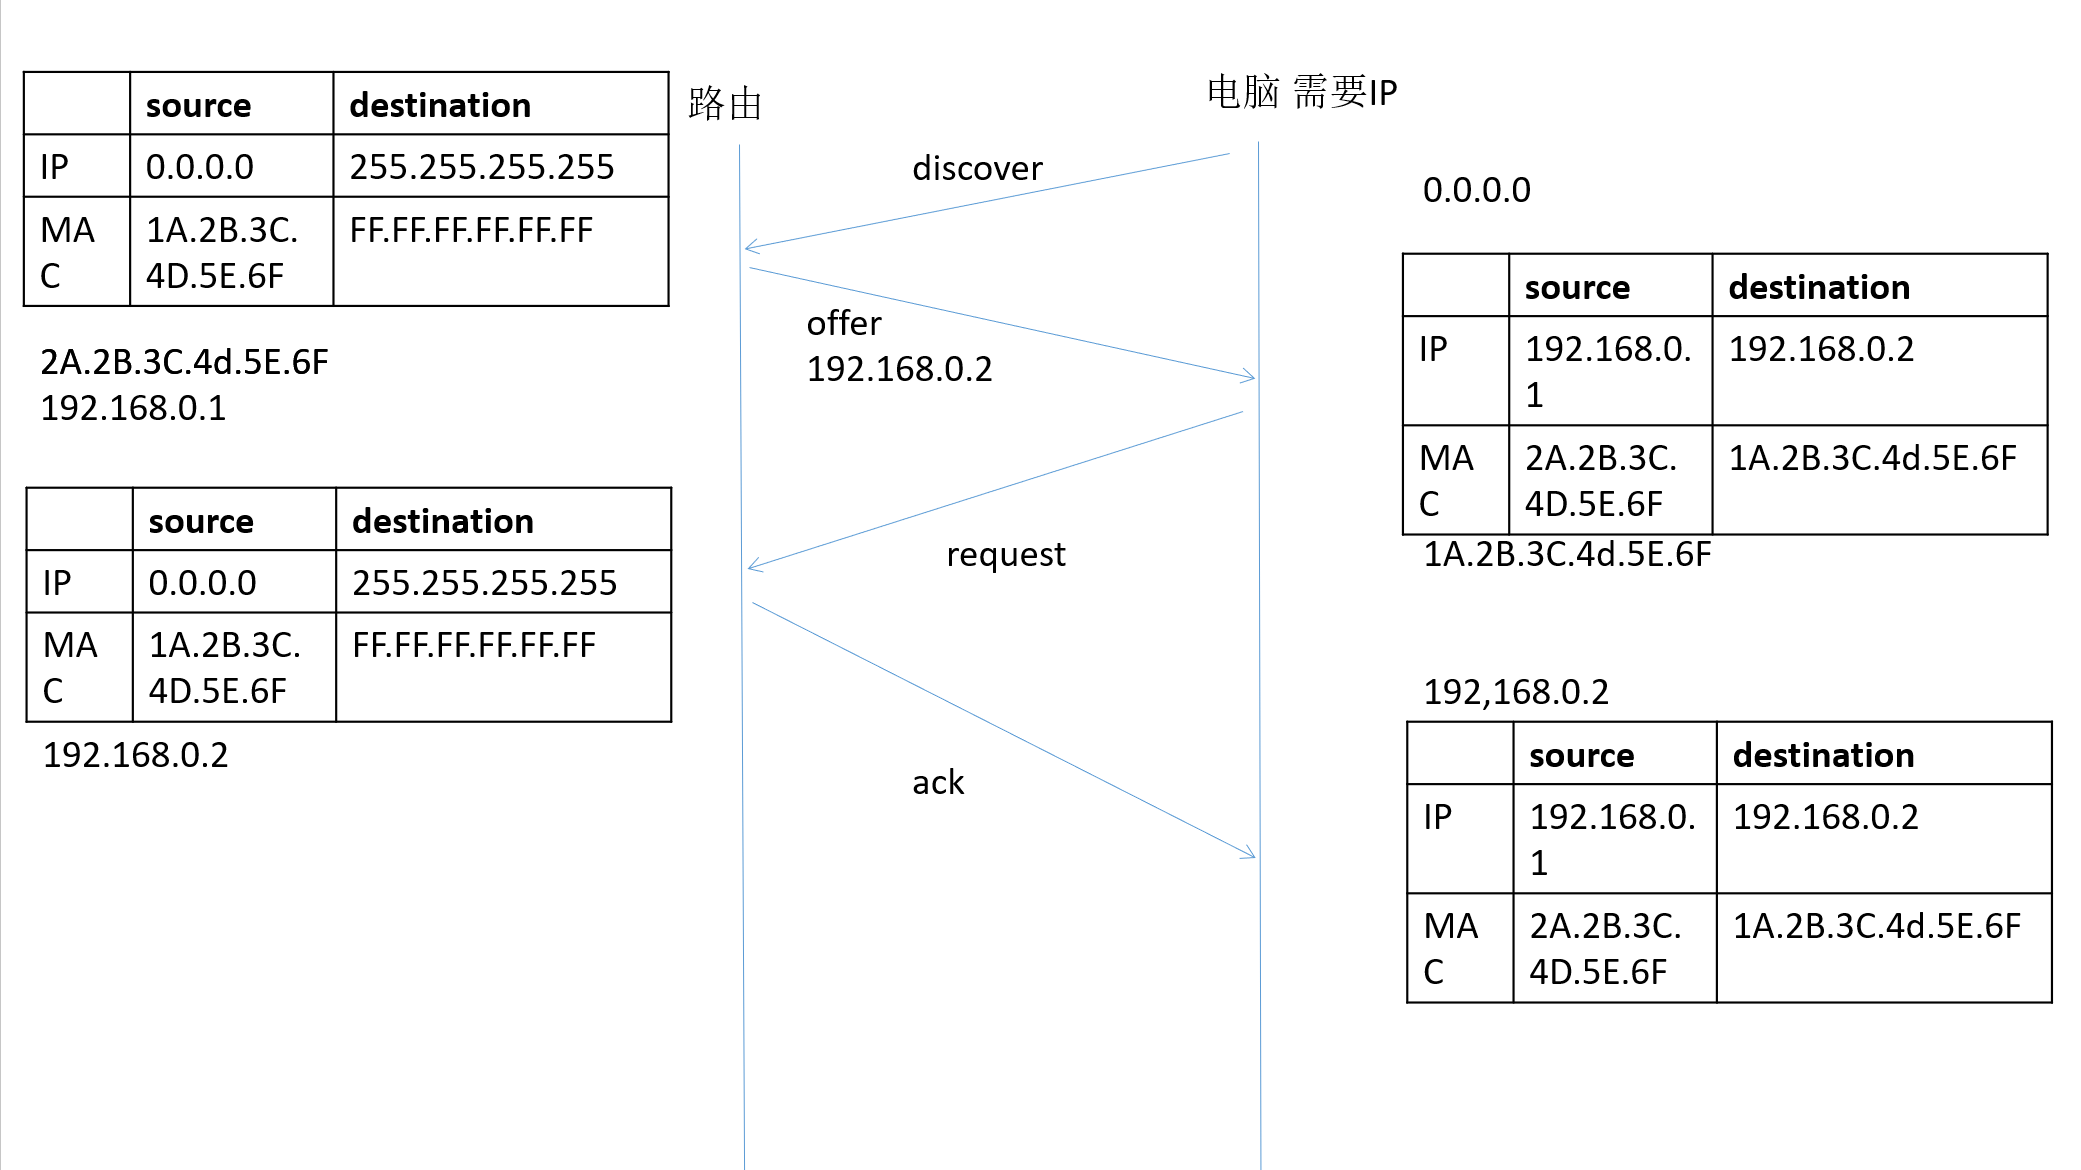 source destination
IP 0.0.0.0 255.255.255.255
MA 1A.2B.3C. FF.FF.FF.FF.FF.FF
C 4D.5E.6F
2A.2B.3C.4d.5E.6F
192.168.0.1
source destination
IP 0.0.0.0 255.255.255.255
MA 1A.2B.3C. FF.FF.FF.FF.FF.FF
C 4D.5E.6F
192.168.0.2
路由
电脑 需要IP
discover
offer
192.168.0.2
request
ack
0.0.0.0
source destination
IP 192.168.0. 192.168.0.2
1
MA 2A.2B.3C. 1A.2B.3C.4d.5E.6F
C 4D.5E.6F
1A.2B.3C.4d.5E.6F
192,168.0.2
source destination
IP 192.168.0. 192.168.0.2
1
MA 2A.2B.3C. 1A.2B.3C.4d.5E.6F
C 4D.5E.6F